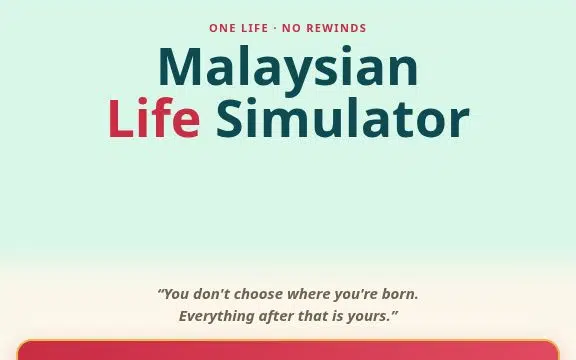 ONE LIFE · NO REWINDS
Malaysian
Life Simulator
“You don't choose where you're born.
Everything after that is yours.”